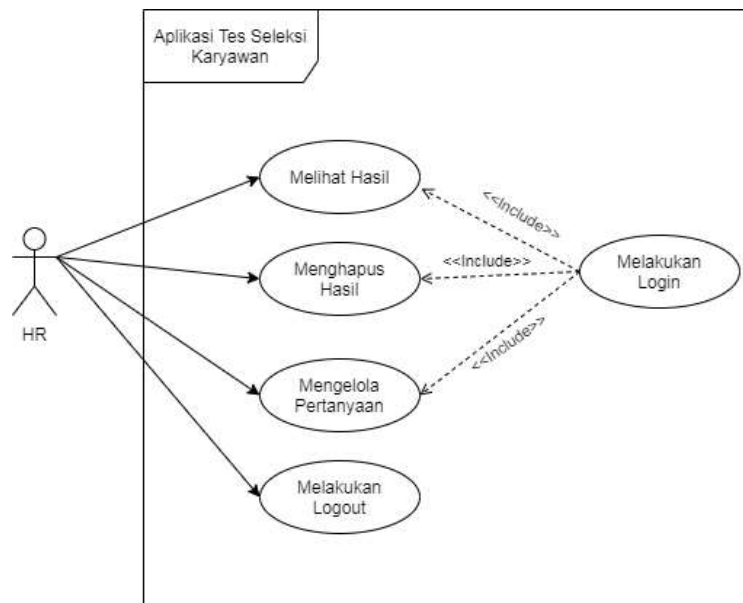 Aplikasi Tes Seleksi
Karyawan
Melihat Hasil
<<Include>>
HR
Menghapus
Hasil
<<Include>>
Melakukan
Login
<<Include>>
Mengelola
Pertanyaan
Melakukan
Logout